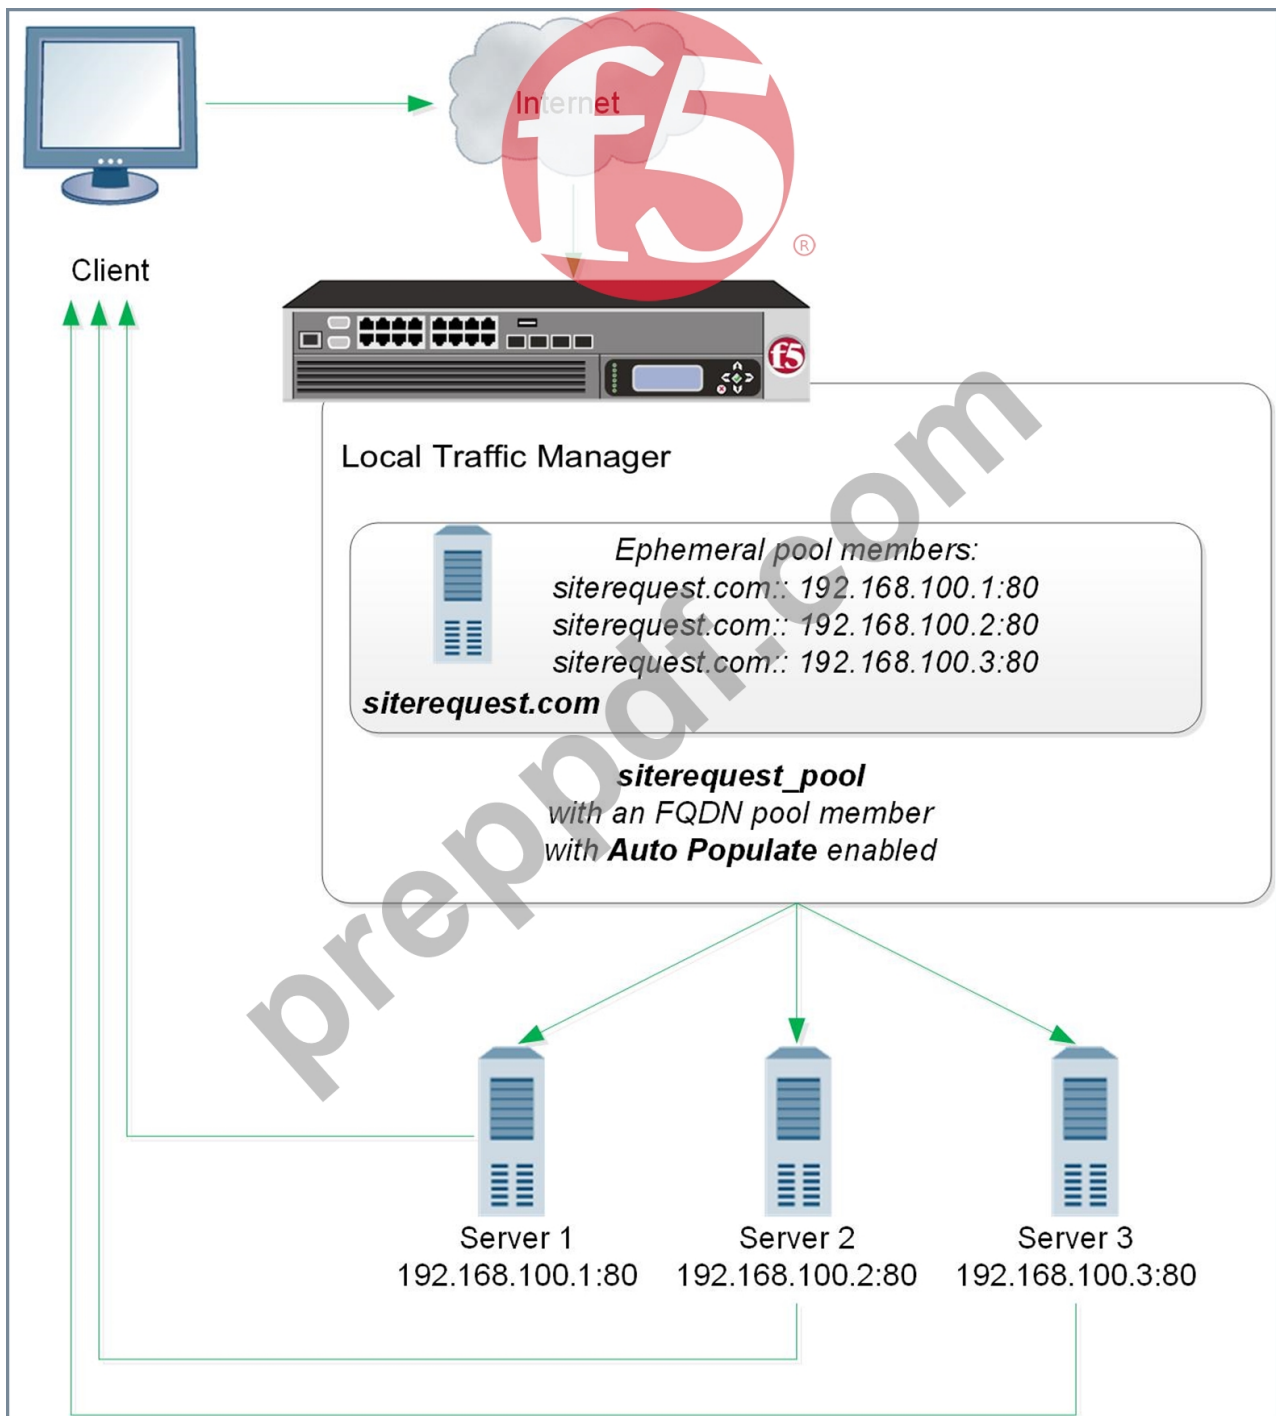 Internet
f5
®
Client
f5
Local Traffic Manager
Ephemeral pool members:
siterequest.com:: 192.168.100.1:80
siterequest.com:: 192.168.100.2:80
siterequest.com:: 192.168.100.3:80
siterequest.com
siterequest_pool
with an FQDN pool member
with Auto Populate enabled
preppdf.com
Server 1
192.168.100.1:80
Server 2
192.168.100.2:80
Server 3
192.168.100.3:80